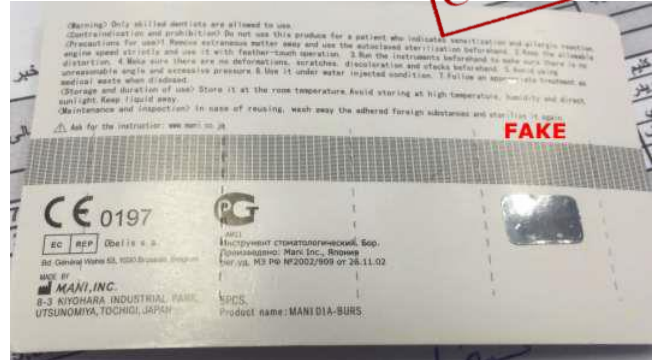 (Warning) Only skilled dentists are allowed to use.
(Contraindication and prohibition) Do not use this produce for a patient who indicates sensitization and allergic reaction.
(Precautions for use)1 Remove extraneous matter away and use the autoclaved sterilization beforehand. 2.Keep the allowable
engine speed strictly and use it with feather-touch operation. 3.Run the instruments beforehand to make sure there is no
distortion. 4.Make sure there are no deformations, scratches, discoloration and cracks beforehand. 5.Avoid using
unreasonable angle and excessive pressure.6.Use it under water injected condition. 7.Follow an treatment as
medical waste when disposed.
(Storage and duration of use) Store it at the room temperature.Avoid storing at high temperature, humidity and direct
sunlight.Keep liquid away.
(Maintenance and inspection) In case of reusing, wash away the adhered foreign substances and sterilize it again.
Ask for the instruction: www.mani.co.jp
FAKE
CE 0197
EC REP Obelis s.a.
Bd. Général Wahis 53, 1030 Brussels, Belgium
MADE BY
MANI,INC.
8-3 KIYOHARA INDUSTRIAL PARK,
UTSUNOMIYA,TOCHIGI,JAPAN
PG
Инструмент стоматологический, Бор.
Произведено: Mani Inc., Япония
Рег.уд. МЗ РФ №2002/909 от 26.11.02
5PCS.
Product name:MANI DIA-BURS